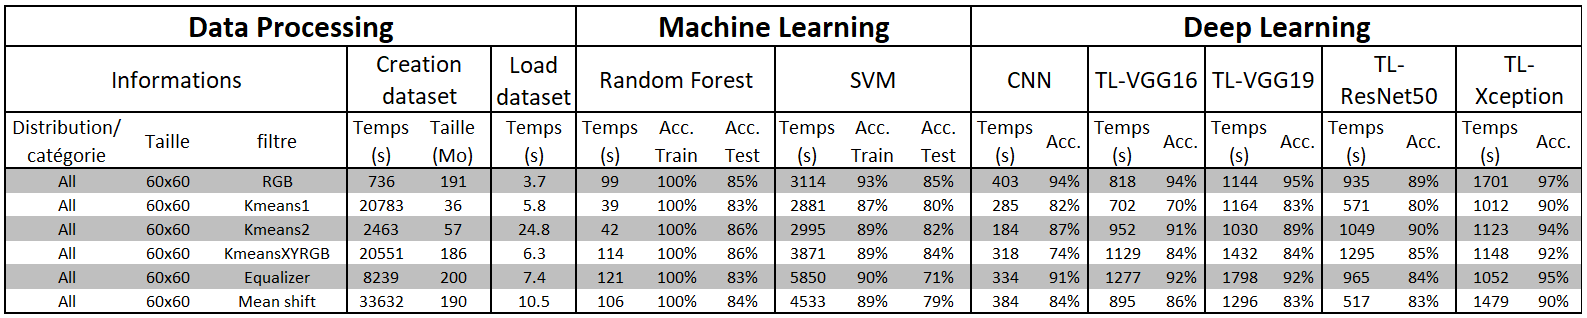 Data Processing Machine Learning Deep Learning
Informations Creation dataset Load dataset Random Forest SVM CNN TL-VGG16 TL-VGG19 TL-ResNet50 TL-Xception
Distribution/catégorie Taille filtre Temps (s) Taille (Mo) Temps (s) Temps (s) Acc. Train Acc. Test Temps (s) Acc. Train Acc. Test Temps (s) Acc. Temps (s) Acc. Temps (s) Acc. Temps (s) Acc. Temps (s) Acc.
All 60x60 RGB 736 191 3.7 99 100% 85% 3114 93% 85% 403 94% 818 94% 1144 95% 935 89% 1701 97%
All 60x60 Kmeans1 20783 36 5.8 39 100% 83% 2881 87% 80% 285 82% 702 70% 1164 83% 571 80% 1012 90%
All 60x60 Kmeans2 2463 57 24.8 42 100% 86% 2995 89% 82% 184 87% 952 91% 1030 89% 1049 90% 1123 94%
All 60x60 KmeansXYRGB 20551 186 6.3 114 100% 86% 3871 89% 84% 318 74% 1129 84% 1432 84% 1295 85% 1148 92%
All 60x60 Equalizer 8239 200 7.4 121 100% 83% 5850 90% 71% 334 91% 1277 92% 1798 92% 965 84% 1052 95%
All 60x60 Mean shift 33632 190 10.5 106 100% 84% 4533 89% 79% 384 84% 895 86% 1296 83% 517 83% 1479 90%